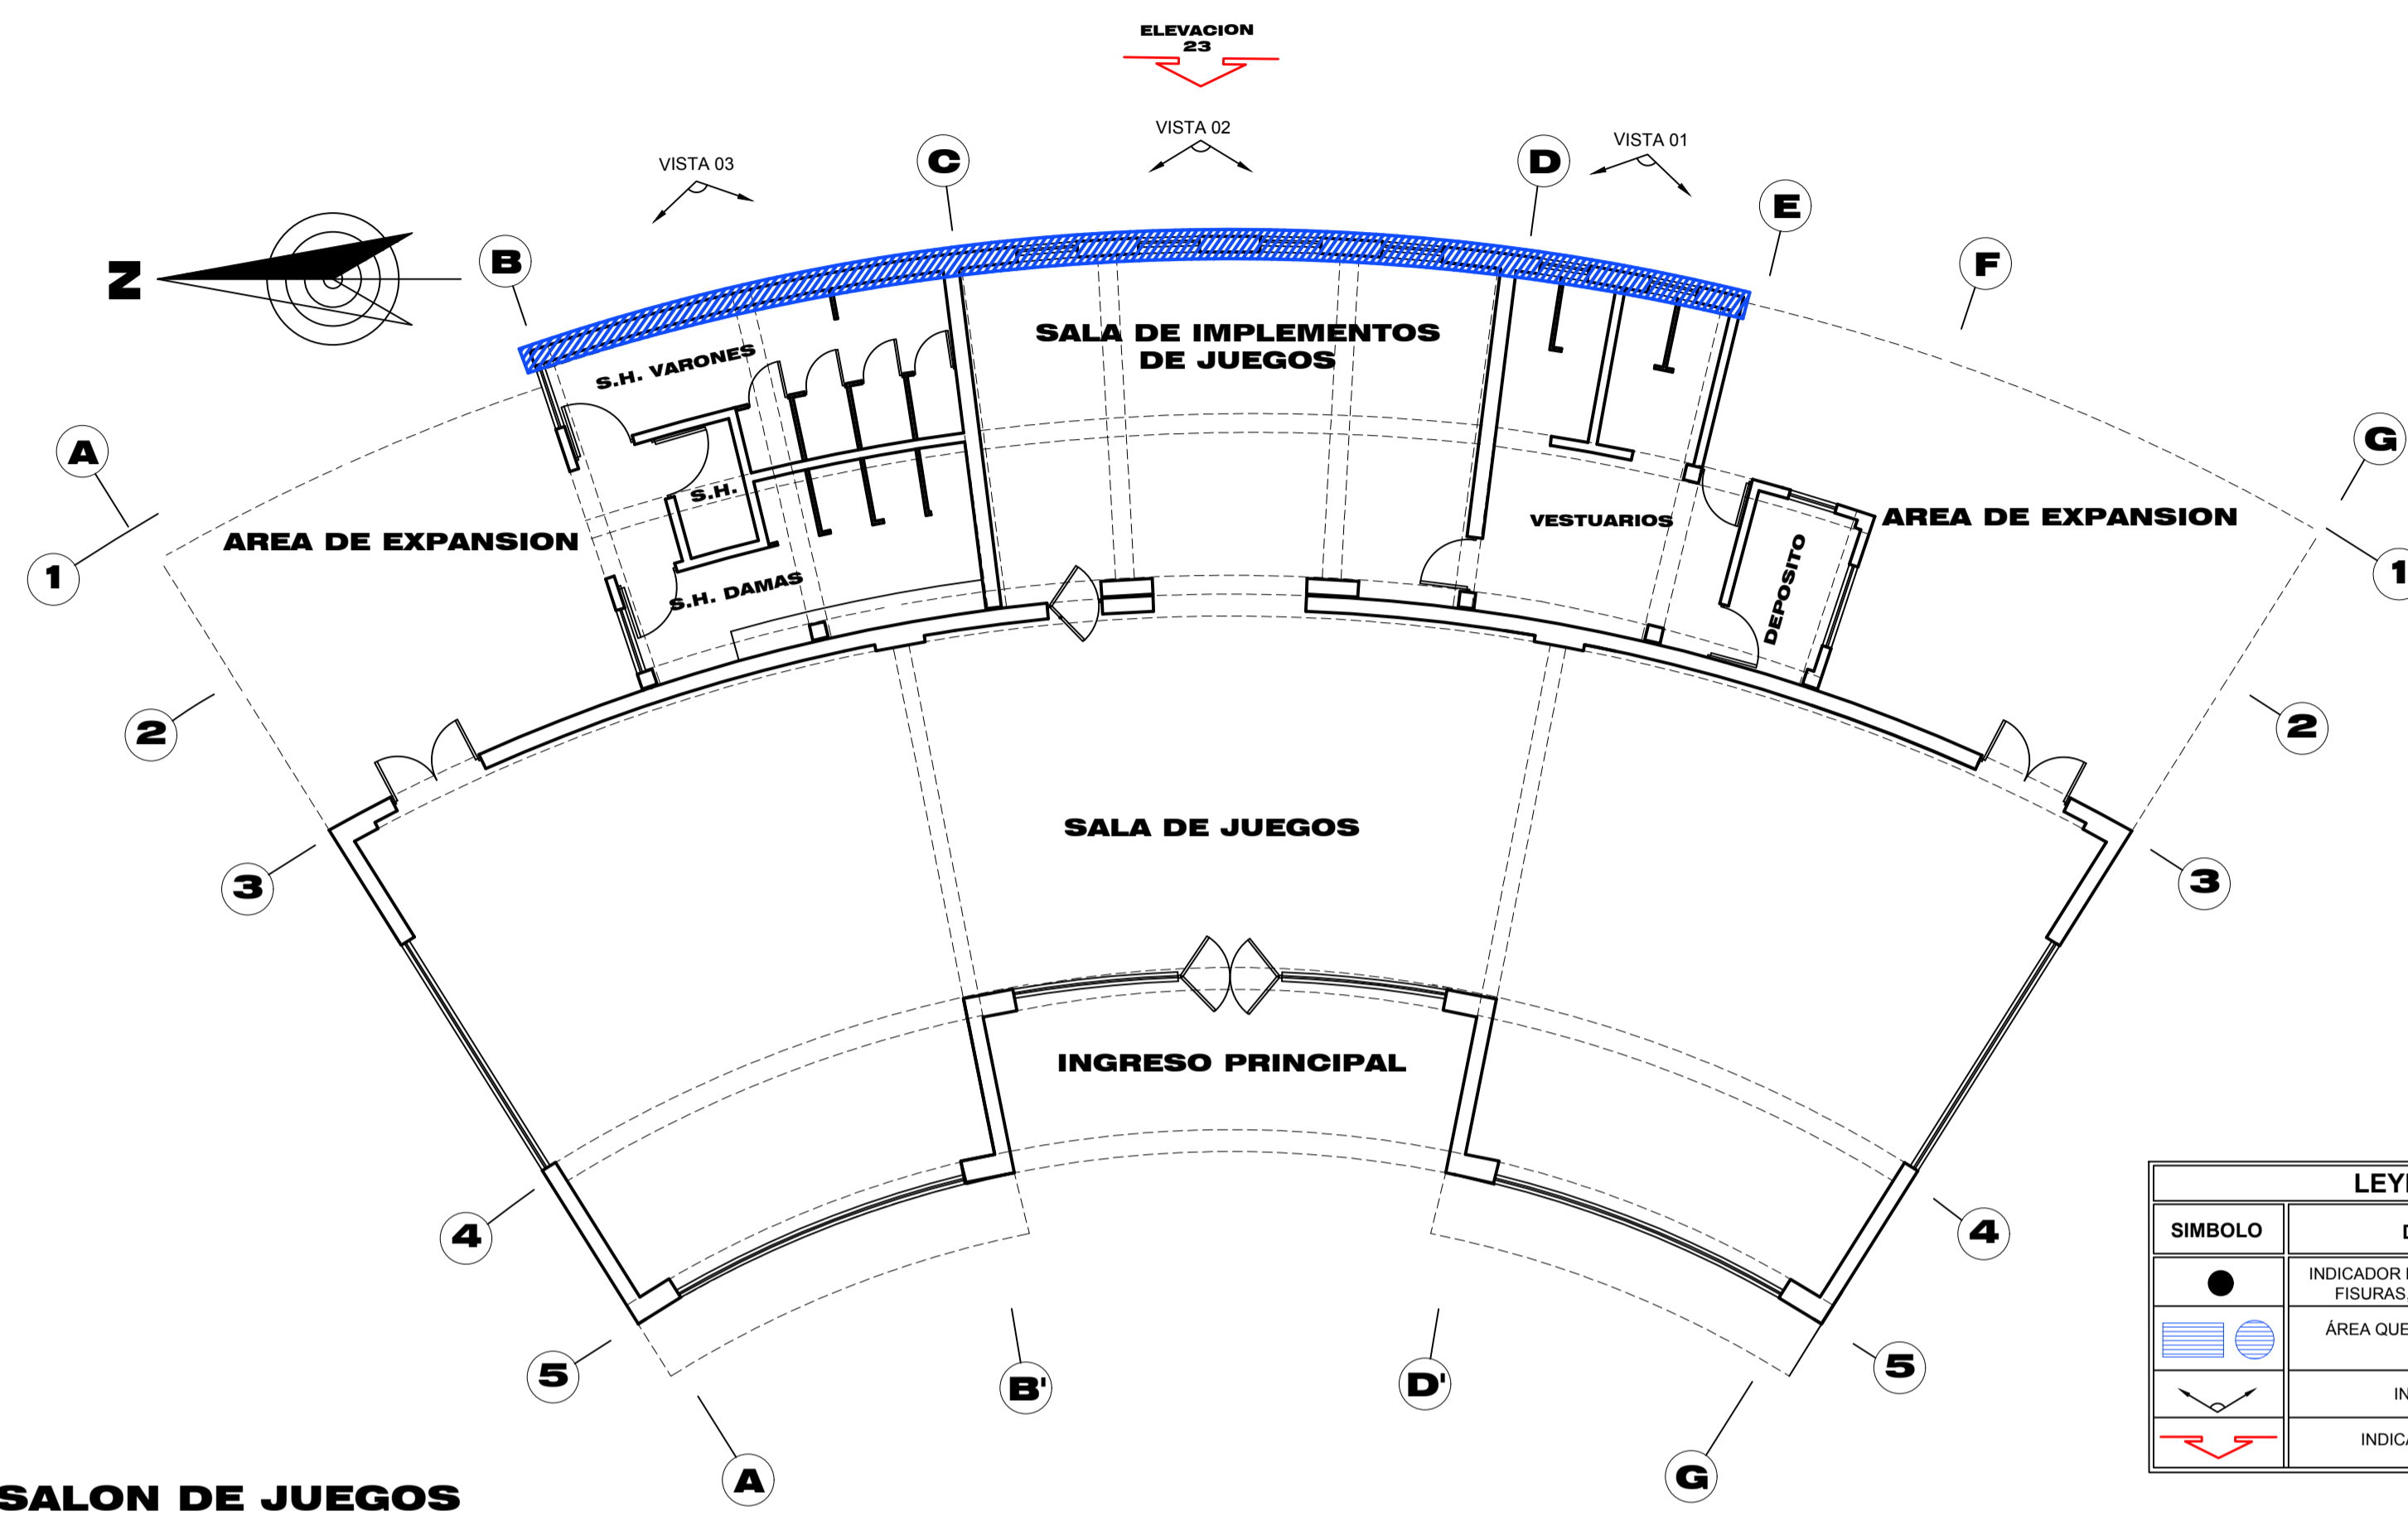 ELEVACION
23
VISTA 02
VISTA 01
VISTA 03
C
D
E
B
F
N
SALA DE IMPLEMENTOS
DE JUEGOS
S.H. VARONES
A
G
S.H.
VESTUARIOS
AREA DE EXPANSION
AREA DE EXPANSION
1
1
S.H. DAMAS
DEPOSITO
2
2
SALA DE JUEGOS
3
3
INGRESO PRINCIPAL
4
4
5
5
B'
D'
A
G
SALON DE JUEGOS
SIMBOLO
INDICADOR
FISURAS,
ÁREA QUE